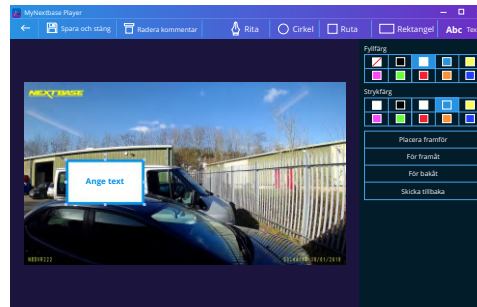 MyNextbase Player
Spara och stäng
Radera kommentar
Rita
Cirkel
Ruta
Rektangel
Abc Tex
Fyllfärg
Strykfärg
Placera framför
För framåt
För bakåt
Skicka tillbaka
NEXTBASE
Ange text